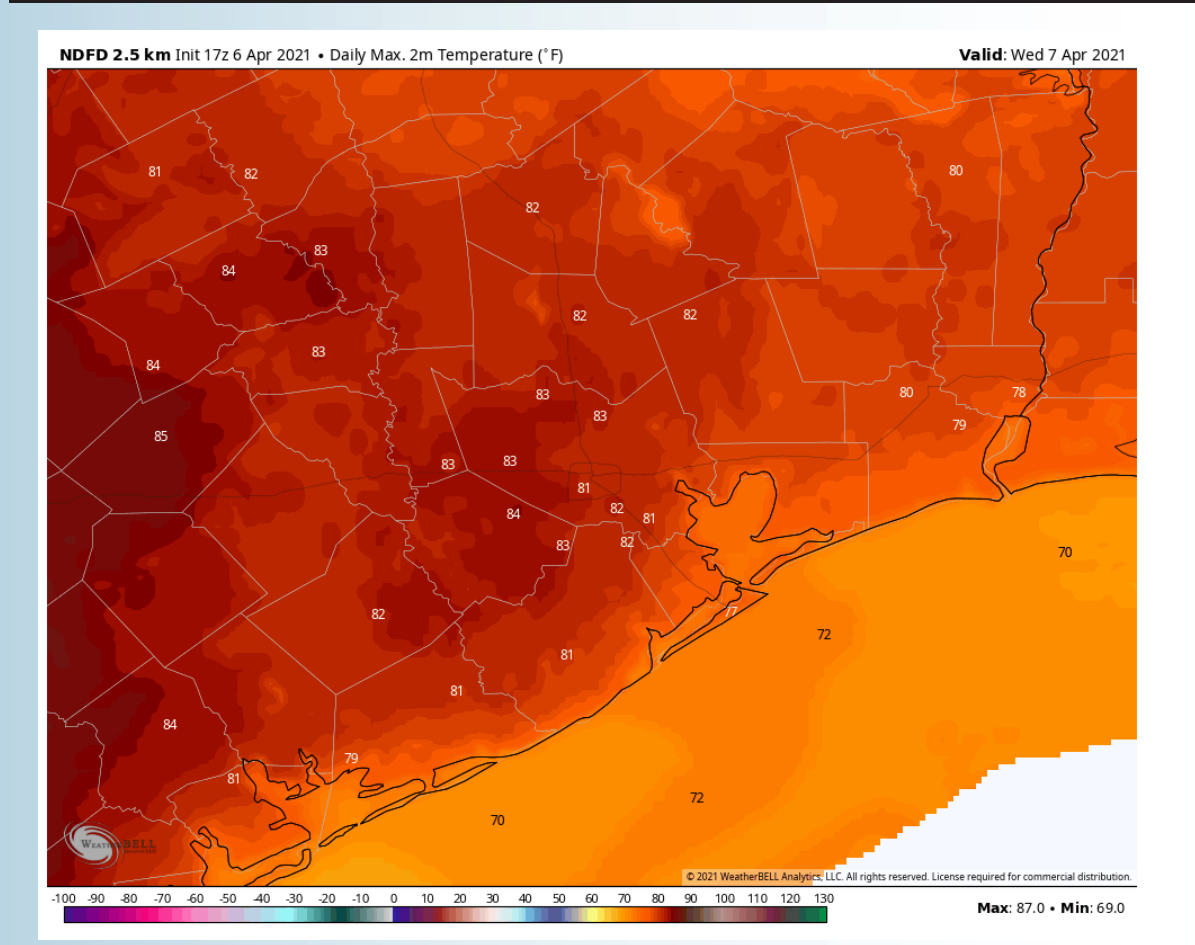 NDFD 2.5 km Init 17z 6 Apr 2021 • Daily Max. 2m Temperature (°F) Valid: Wed 7 Apr 2021
81 82 80
82
83
84
82 82
83
84
83 80 78
83 79
85
83 83
81
84 82 81
83 82
70
82 77
72
81
81
84
79
81
72
70
WEATHERBELL
© 2021 WeatherBELL Analytics, LLC. All rights reserved. License required for commercial distribution.
-100 -90 -80 -70 -60 -50 -40 -30 -20 -10 0 10 20 30 40 50 60 70 80 90 100 110 120 130
Max: 87.0 • Min: 69.0